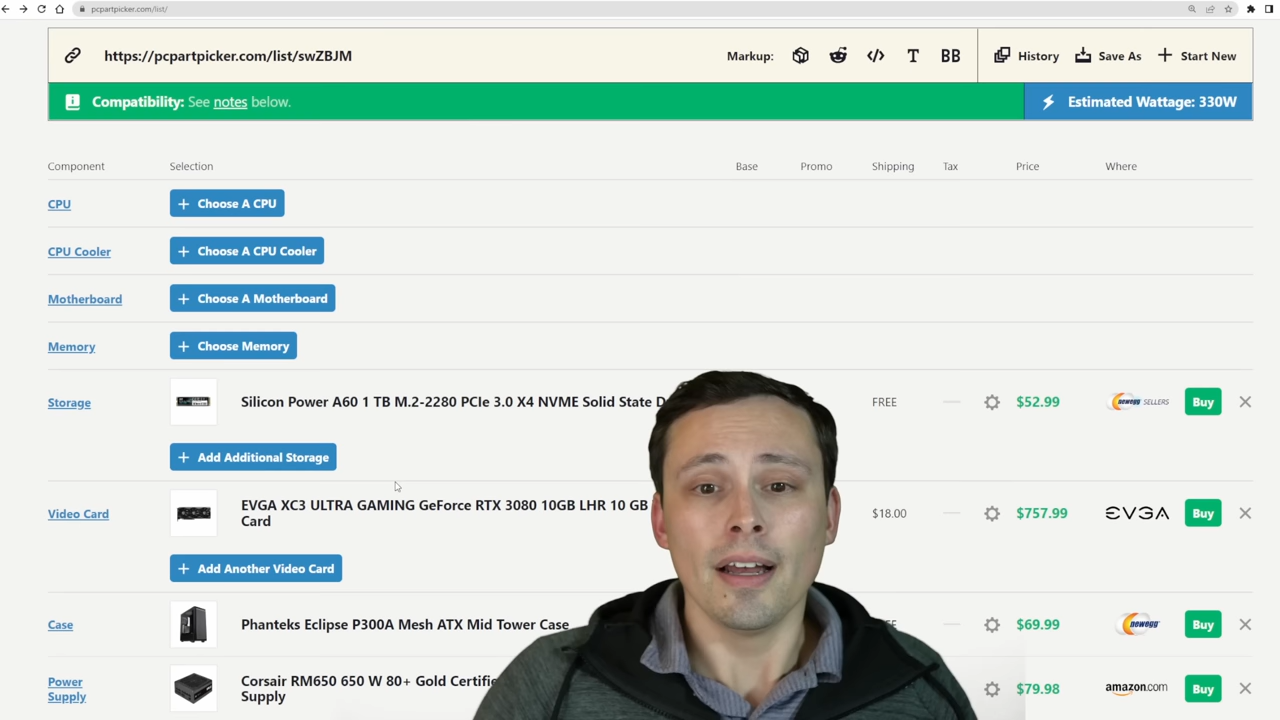 pcpartpicker.com/list/
https://pcpartpicker.com/list/swZBJM
Markup: T BB History Save As Start New
Compatibility: See notes below. Estimated Wattage: 330W
Component Selection Base Promo Shipping Tax Price Where
CPU Choose A CPU
CPU Cooler Choose A CPU Cooler
Motherboard Choose A Motherboard
Memory Choose Memory
Storage Silicon Power A60 1 TB M.2-2280 PCIe 3.0 X4 NVME Solid State FREE $52.99 newegg SELLERS Buy
Add Additional Storage
Video Card EVGA XC3 ULTRA GAMING GeForce RTX 3080 10GB LHR 10 GB
Card $18.00 $757.99 EVGA Buy
Add Another Video Card
Case Phanteks Eclipse P300A Mesh ATX Mid Tower Case $69.99 newegg Buy
Power
Supply Corsair RM650 650 W 80+ Gold
Supply $79.98 amazon.com Buy